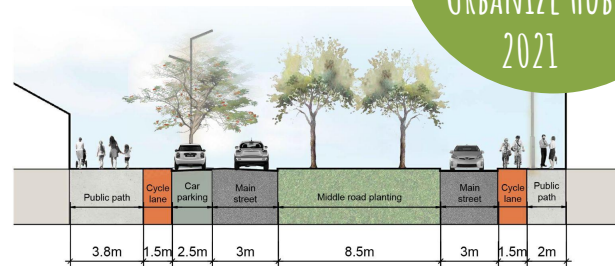 URBANIZE HUB
2021
Public path
Cycle
lane
Car
parking
Main
street
Middle road planting
Main
street
Cycle
lane
Public
path
3.8m 1.5m 2.5m 3m 8.5m 3m 1.5m 2m